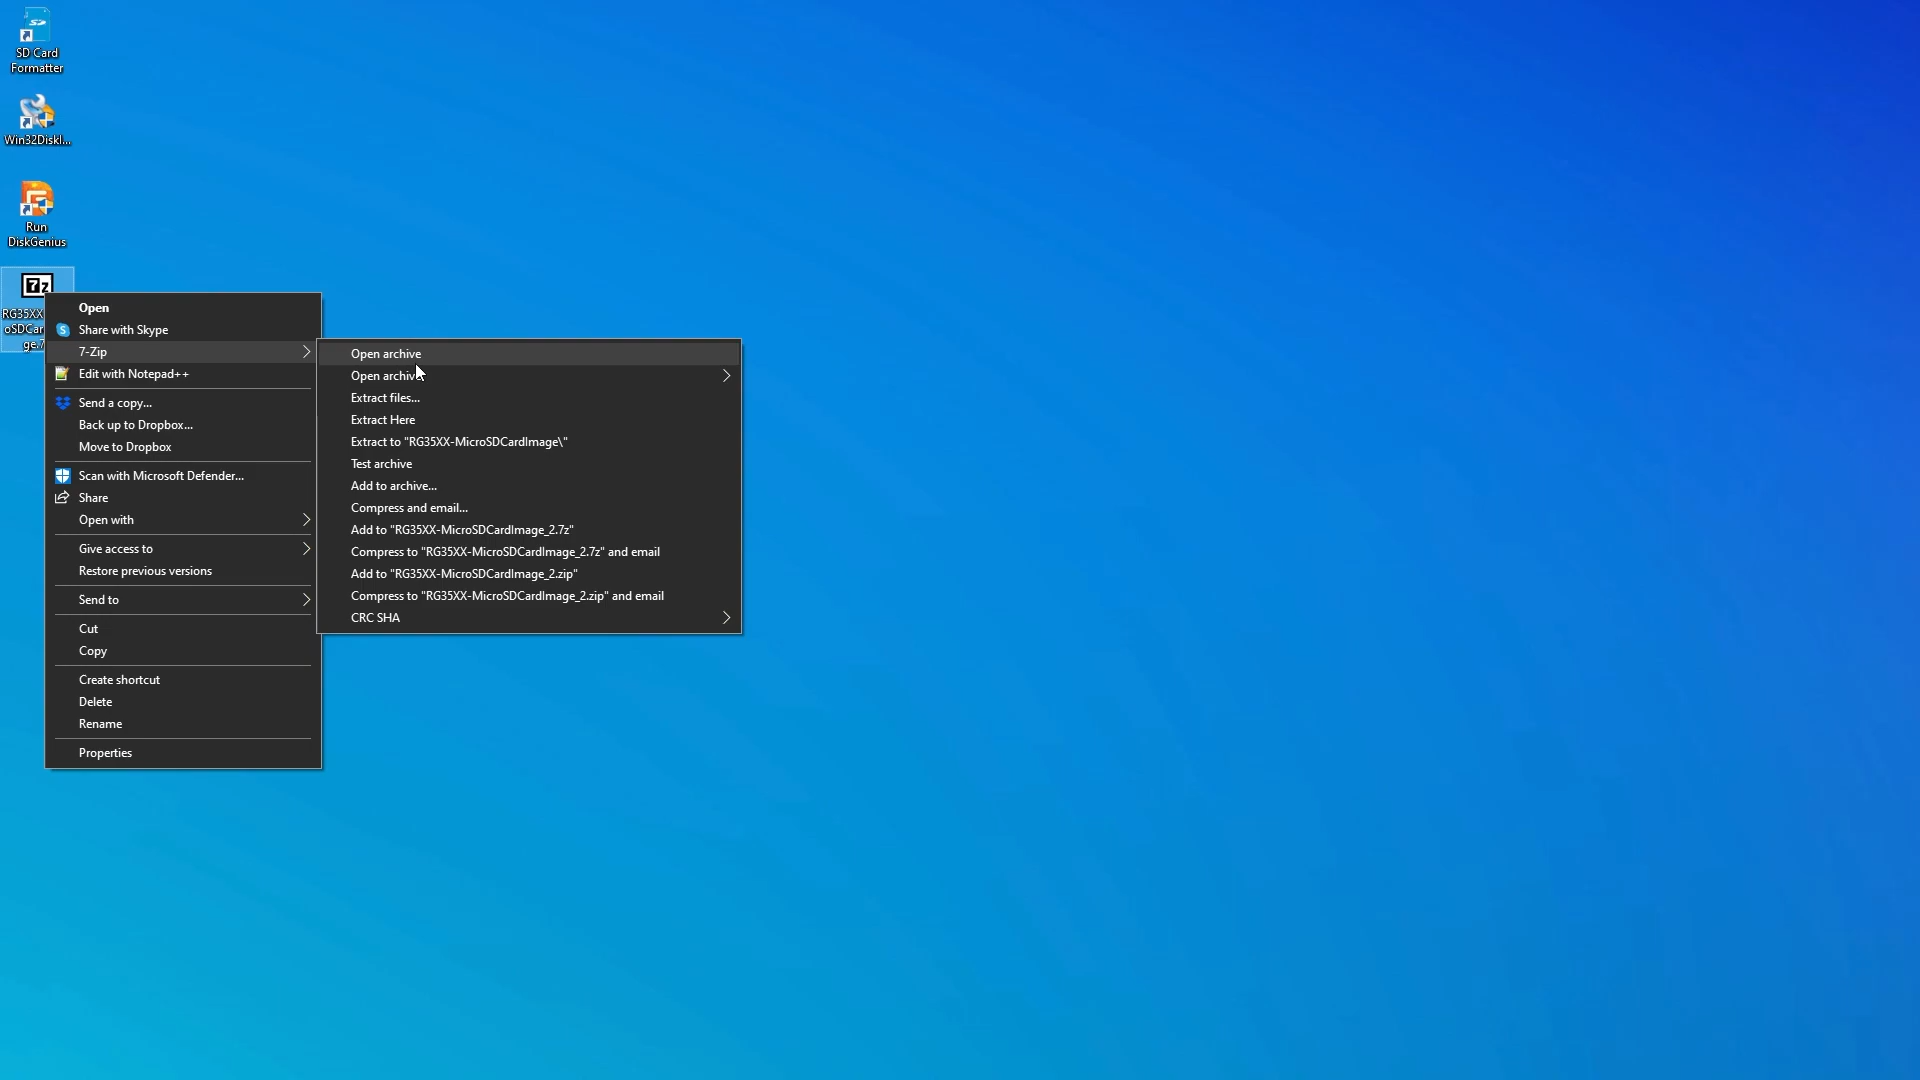 SD Card
Formatter
Win32DiskI...
Run
DiskGenius
RG35XX
oSDCar
ge.7
Open
Share with Skype
7-Zip
Edit with Notepad++
Send a copy...
Back up to Dropbox...
Move to Dropbox
Scan with Microsoft Defender...
Share
Open with
Give access to
Restore previous versions
Send to
Cut
Copy
Create shortcut
Delete
Rename
Properties
Open archive
Open archive
Extract files...
Extract Here
Extract to "RG35XX-MicroSDCardImage\"
Test archive
Add to archive...
Compress and email...
Add to "RG35XX-MicroSDCardImage_2.7z"
Compress to "RG35XX-MicroSDCardImage_2.7z" and email
Add to "RG35XX-MicroSDCardImage_2.zip"
Compress to "RG35XX-MicroSDCardImage_2.zip" and email
CRC SHA